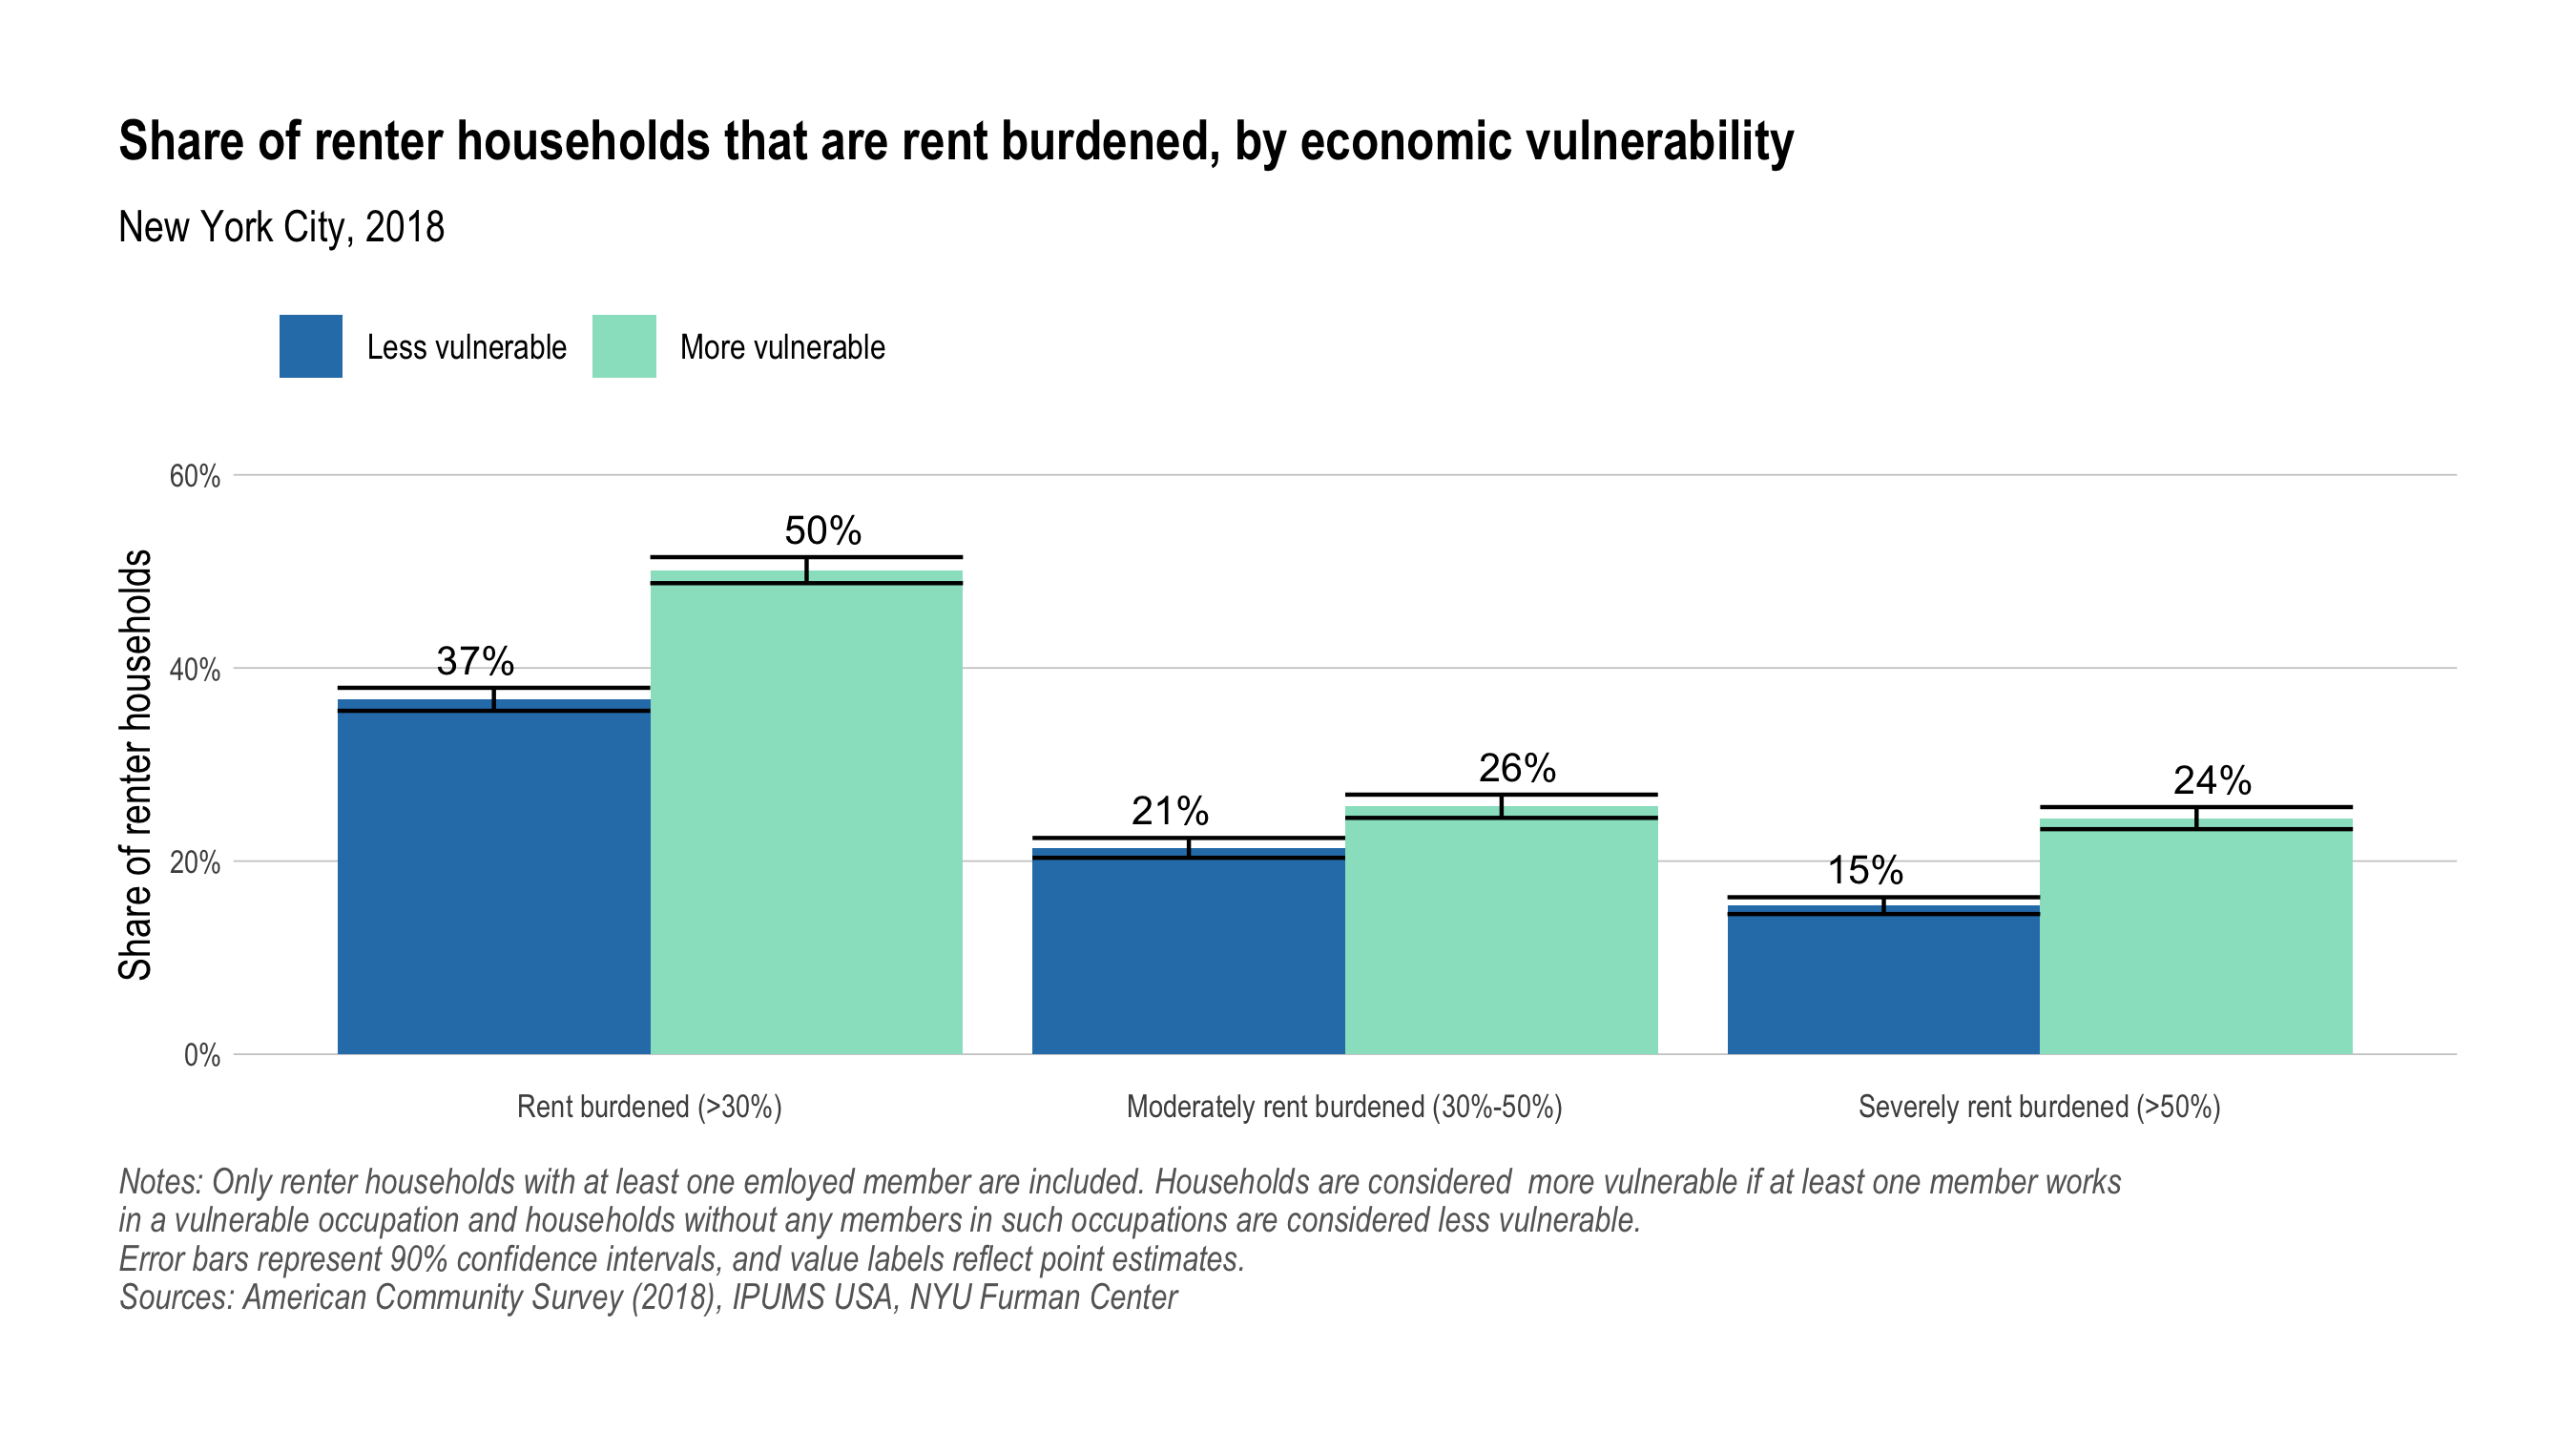 Share of renter households that are rent burdened, by economic vulnerability
New York City, 2018
Less vulnerable
More vulnerable
Share of renter households
60%
40%
20%
0%
37%
50%
21%
26%
15%
24%
Rent burdened (>30%)
Moderately rent burdened (30%-50%)
Severely rent burdened (>50%)
Notes: Only renter households with at least one emloyed member are included. Households are considered  more vulnerable if at least one member works
in a vulnerable occupation and households without any members in such occupations are considered less vulnerable.
Error bars represent 90% confidence intervals, and value labels reflect point estimates.
Sources: American Community Survey (2018), IPUMS USA, NYU Furman Center